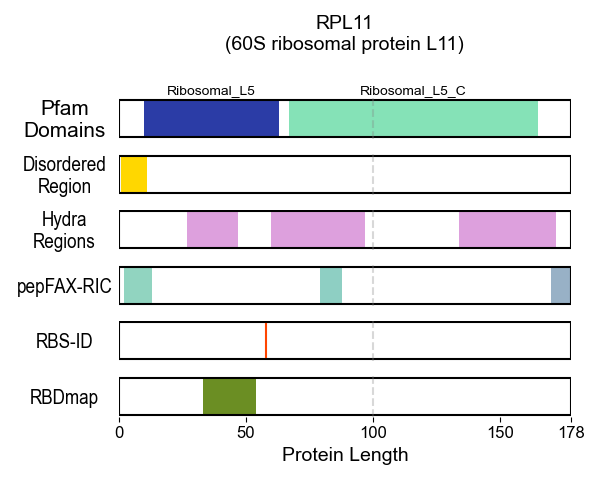 RPL11
(60S ribosomal protein L11)
Ribosomal_L5
Ribosomal_L5_C
Pfam
Domains
Disordered
Region
Hydra
Regions
pepFAX-RIC
RBS-ID
RBDmap
0 50 100 150 178
Protein Length